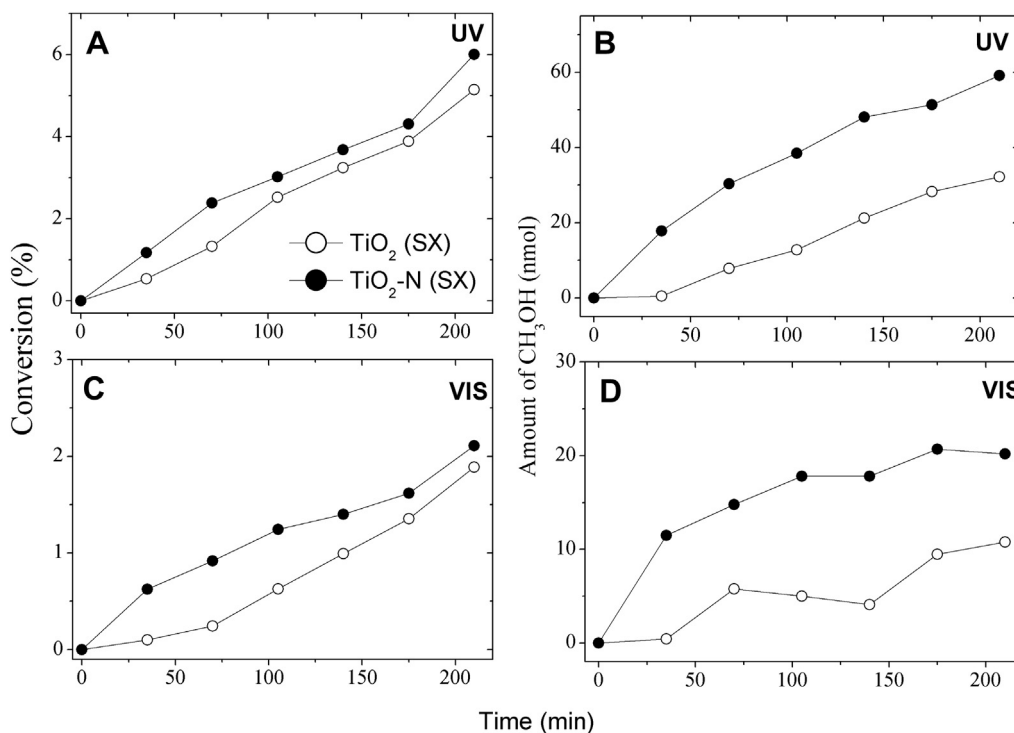 A
UV
Conversion (%)
6
4
2
0
TiO₂ (SX)
TiO₂-N (SX)
0 50 100 150 200
B
UV
Amount of CH₃OH (nmol)
60
40
20
0
0 50 100 150 200
C
VIS
3
2
1
0
0 50 100 150 200
D
VIS
30
20
10
0
0 50 100 150 200
Time (min)